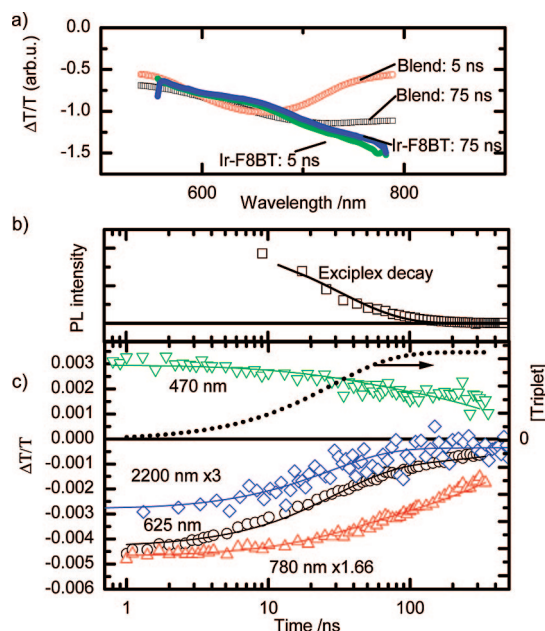 a)
0.0
-0.5
-1.0
-1.5
ΔT/T (arb.u.)
Blend: 5 ns
Blend: 75 ns
Ir-F8BT: 75 ns
Ir-F8BT: 5 ns
600
800
Wavelength /nm
b)
PL intensity
Exciplex decay
c)
0.003
0.002
0.001
0.000
-0.001
-0.002
-0.003
-0.004
-0.005
-0.006
ΔT/T
470 nm
2200 nm x3
625 nm
780 nm x1.66
0
[Triplet]
1
10
100
Time /ns